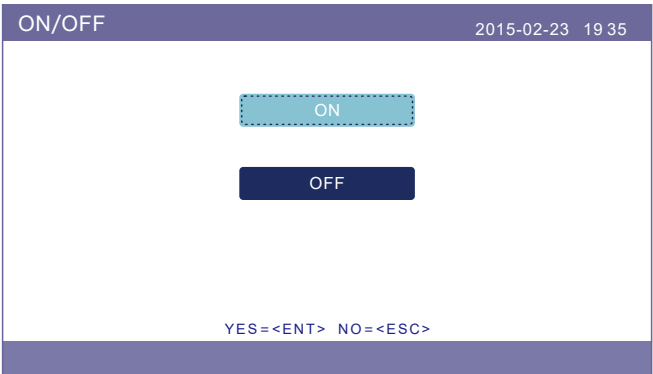 ON/OFF
2015-02-23 19 35
ON
OFF
YES=<ENT> NO=<ESC>